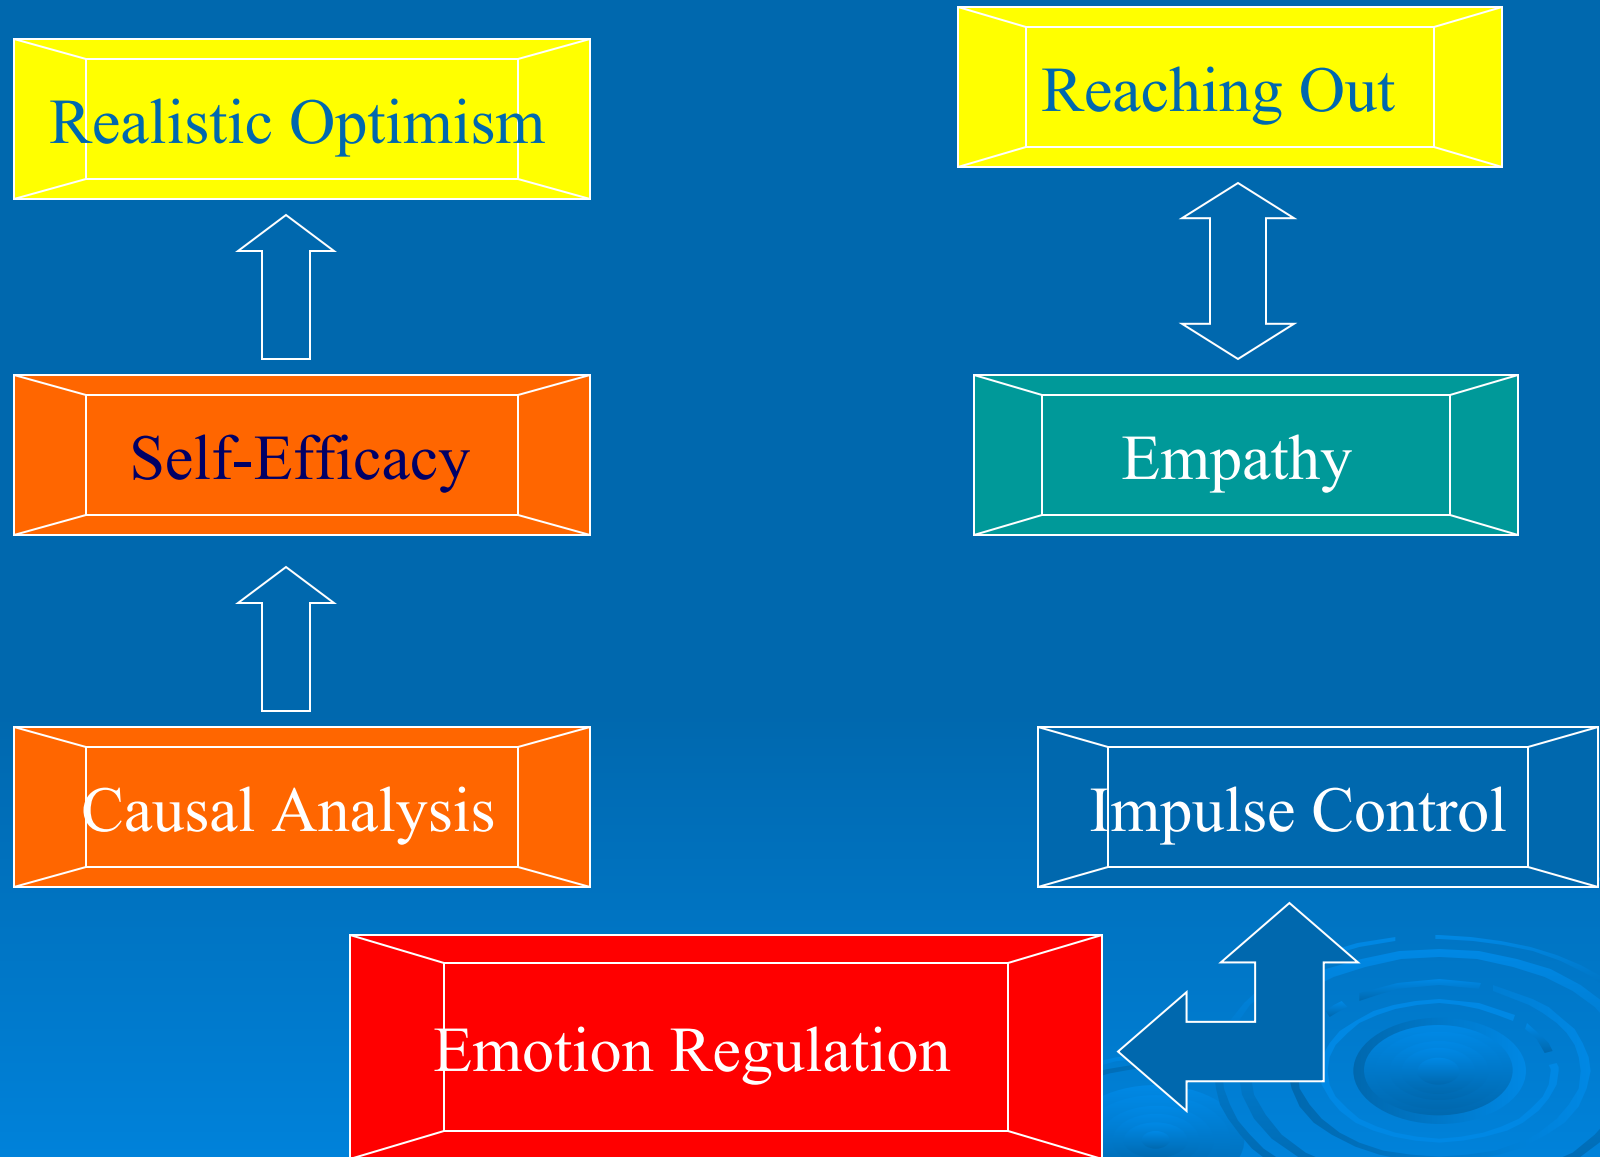 Realistic Optimism
Reaching Out
Self-Efficacy
Empathy
Causal Analysis
Impulse Control
Emotion Regulation